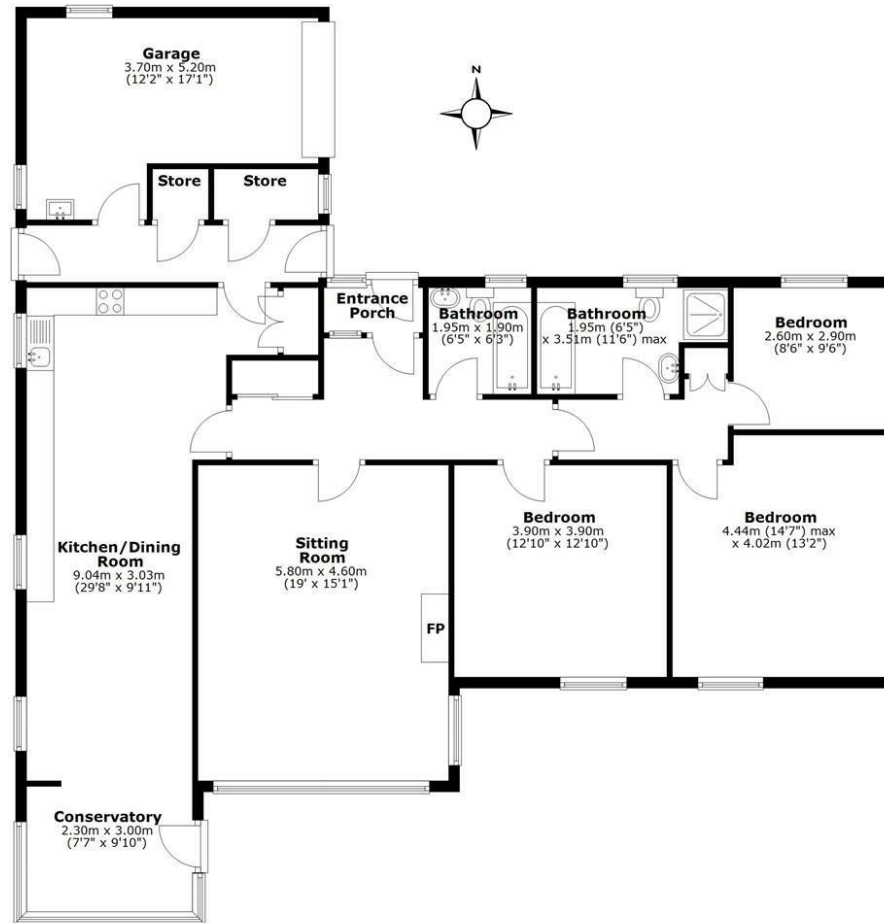 Garage
3.70m x 5.20m
(12'2" x 17'1")
N
Store
Store
Entrance
Porch
Bathroom
1.95m x 1.90m
(6'5" x 6'3")
Bathroom
1.95m (6'5")
x 3.51m (11'6") max
Bedroom
2.60m x 2.90m
(8'6" x 9'6")
Kitchen/Dining
Room
9.04m x 3.03m
(29'8" x 9'11")
Sitting
Room
5.80m x 4.60m
(19' x 15'1")
FP
Bedroom
3.90m x 3.90m
(12'10" x 12'10")
Bedroom
4.44m (14'7") max
x 4.02m (13'2")
Conservatory
2.30m x 3.00m
(7'7" x 9'10")